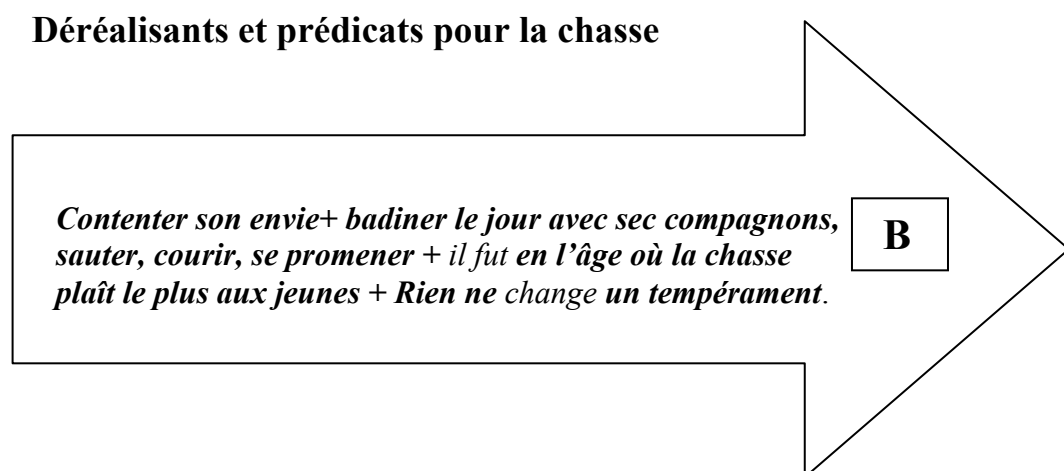 Déréalisants et prédicats pour la chasse
Contenter son envie+ badiner le jour avec sec compagnons,
sauter, courir, se promener + il fut en l’âge où la chasse
plaît le plus aux jeunes + Rien ne change un tempérament.
B